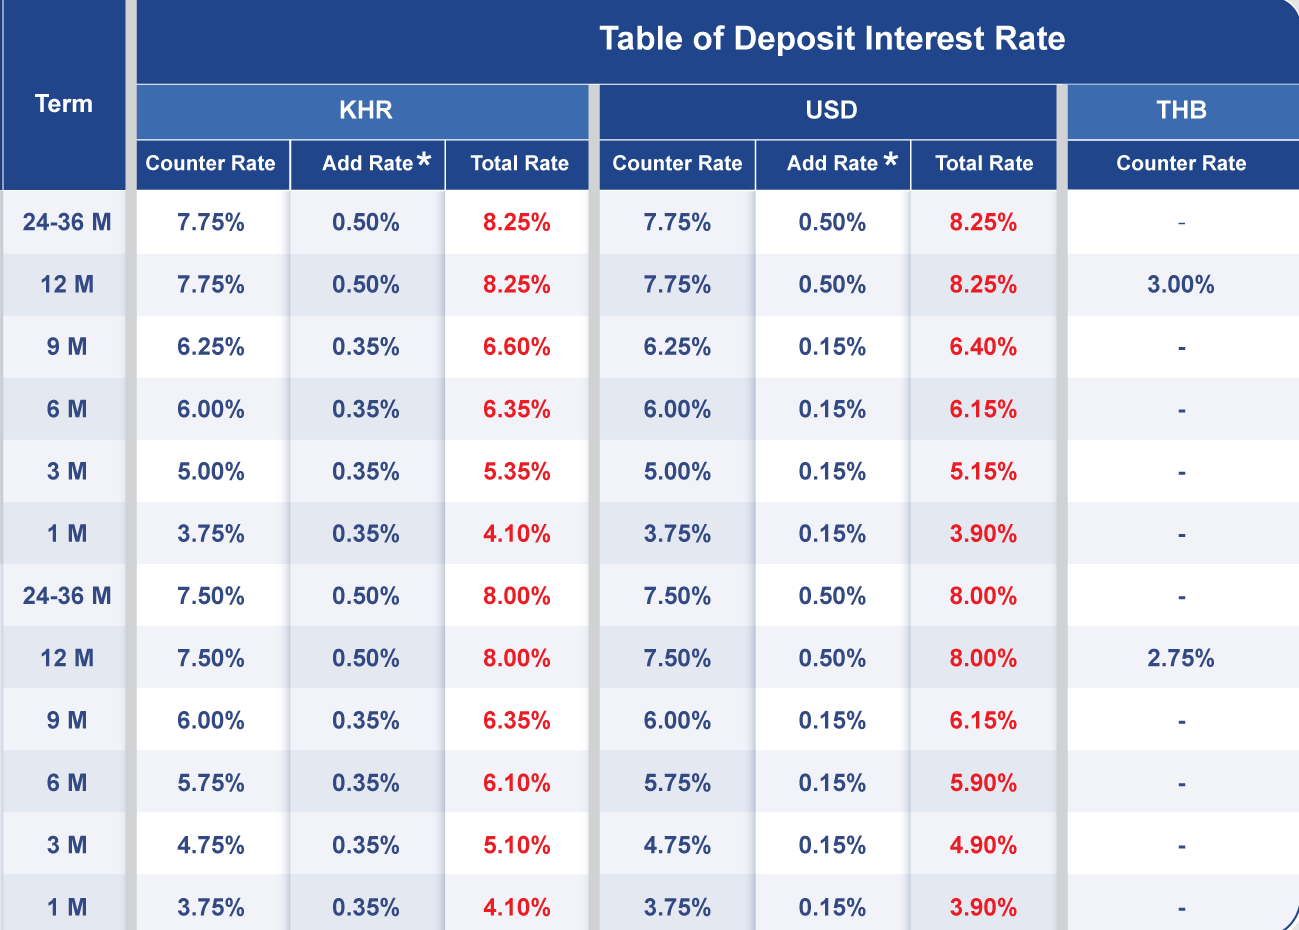 Table of Deposit Interest Rate
Term
KHR USD THB
Counter Rate Add Rate* Total Rate Counter Rate Add Rate* Total Rate Counter Rate
24-36 M 7.75% 0.50% 8.25% 7.75% 0.50% 8.25% -
12 M 7.75% 0.50% 8.25% 7.75% 0.50% 8.25% 3.00%
9 M 6.25% 0.35% 6.60% 6.25% 0.15% 6.40% -
6 M 6.00% 0.35% 6.35% 6.00% 0.15% 6.15% -
3 M 5.00% 0.35% 5.35% 5.00% 0.15% 5.15% -
1 M 3.75% 0.35% 4.10% 3.75% 0.15% 3.90% -
24-36 M 7.50% 0.50% 8.00% 7.50% 0.50% 8.00% -
12 M 7.50% 0.50% 8.00% 7.50% 0.50% 8.00% 2.75%
9 M 6.00% 0.35% 6.35% 6.00% 0.15% 6.15% -
6 M 5.75% 0.35% 6.10% 5.75% 0.15% 5.90% -
3 M 4.75% 0.35% 5.10% 4.75% 0.15% 4.90% -
1 M 3.75% 0.35% 4.10% 3.75% 0.15% 3.90% -